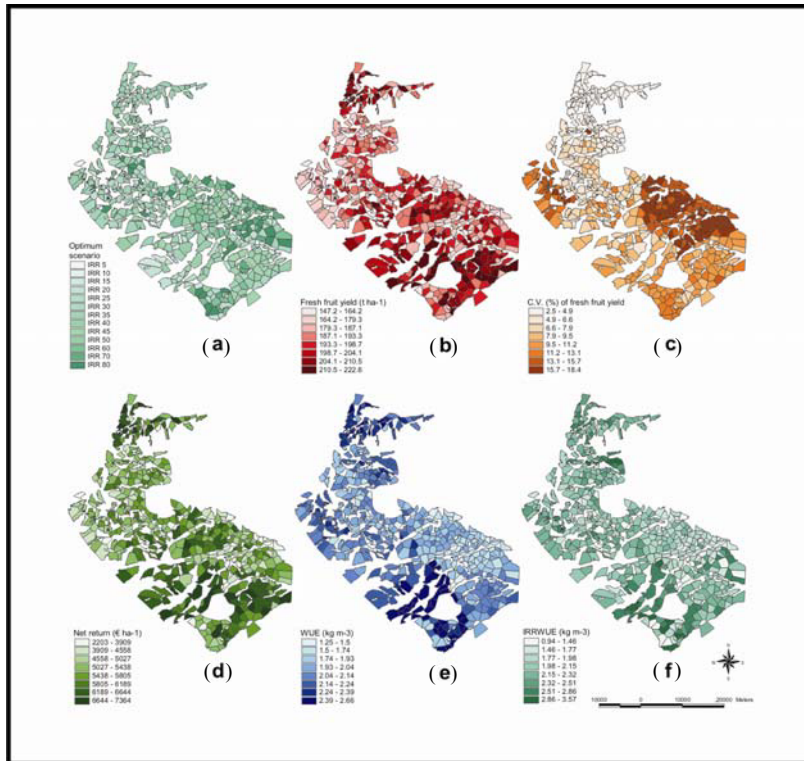 Optimum
scenario
IRR 5
IRR 10
IRR 15
IRR 20
IRR 25
IRR 30
IRR 35
IRR 40
IRR 45
IRR 50
IRR 60
IRR 70
IRR 80
(a)
Fresh fruit yield (t ha-1)
147.2 - 164.2
164.2 - 179.3
179.3 - 187.1
187.1 - 193.3
193.3 - 198.7
198.7 - 204.1
204.1 - 210.5
210.5 - 222.6
(b)
C.V. (%) of fresh fruit yield
2.5 - 4.9
4.9 - 6.6
6.6 - 7.9
7.9 - 9.5
9.5 - 11.2
11.2 - 13.1
13.1 - 15.7
15.7 - 18.4
(c)
Net return (€ ha-1)
2203 - 3909
3909 - 4558
4558 - 5027
5027 - 5438
5438 - 5805
5805 - 6189
6189 - 6644
6644 - 7364
(d)
WUE (kg m-3)
1.25 - 1.5
1.5 - 1.74
1.74 - 1.93
1.93 - 2.04
2.04 - 2.14
2.14 - 2.24
2.24 - 2.39
2.39 - 2.66
(e)
IRRWUE (kg m-3)
0.94 - 1.46
1.46 - 1.77
1.77 - 1.98
1.98 - 2.15
2.15 - 2.32
2.32 - 2.51
2.51 - 2.86
2.86 - 3.57
(f)
N
W
E
S
10000 0 10000 20000 Meters